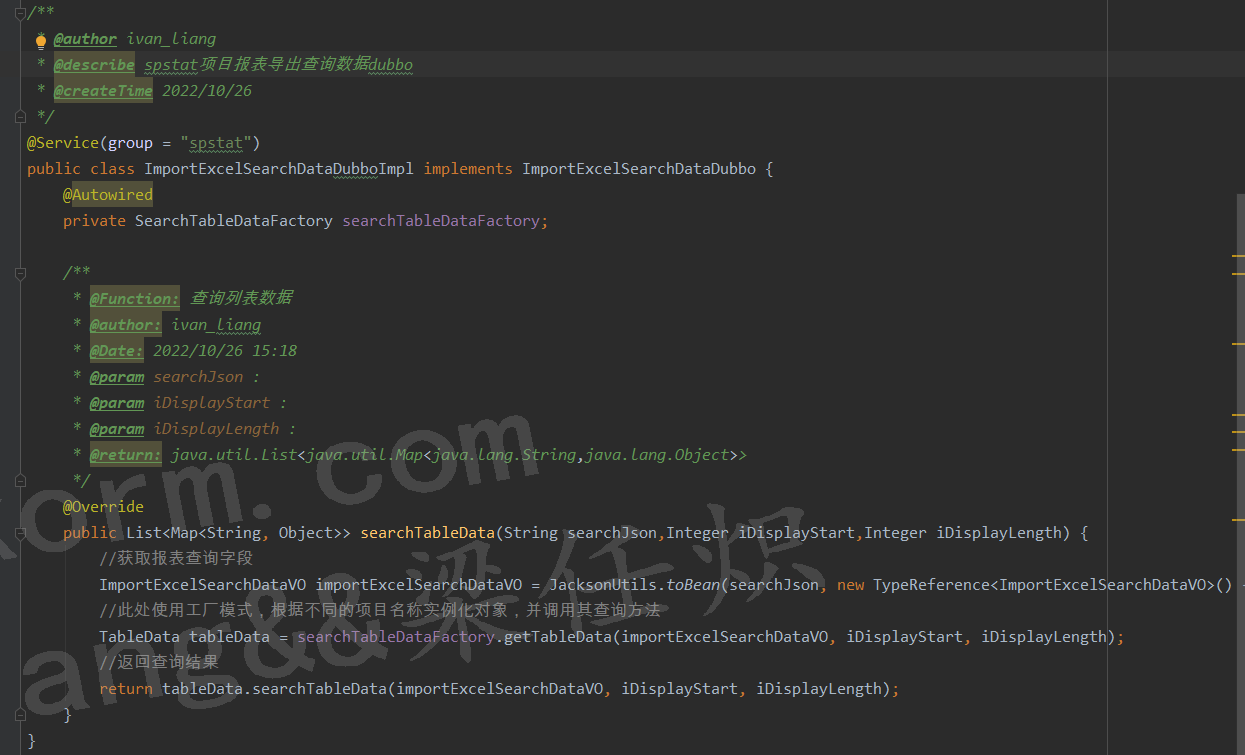 /**
* @author ivan_liang
* @describe spstat项目报表导出查询数据dubbo
* @createTime 2022/10/26
*/
@Service(group = "spstat")
public class ImportExcelSearchDataDubboImpl implements ImportExcelSearchDataDubbo {
@Autowired
private SearchTableDataFactory searchTableDataFactory;
/**
* @Function: 查询列表数据
* @author: ivan_liang
* @Date: 2022/10/26 15:18
* @param searchJson :
* @param iDisplayStart :
* @param iDisplayLength :
* @return: java.util.List<java.util.Map<java.lang.String,java.lang.Object>>
*/
@Override
public List<Map<String, Object>> searchTableData(String searchJson,Integer iDisplayStart,Integer iDisplayLength) {
//获取报表查询字段
ImportExcelSearchDataVO importExcelSearchDataVO = JacksonUtils.toBean(searchJson, new TypeReference<ImportExcelSearchDataVO>()
//此处使用工厂模式，根据不同的项目名称实例化对象，并调用其查询方法
TableData tableData = searchTableDataFactory.getTableData(importExcelSearchDataVO, iDisplayStart, iDisplayLength);
//返回查询结果
return tableData.searchTableData(importExcelSearchDataVO, iDisplayStart, iDisplayLength);
}
}
korm. com
ang&&梁任炽